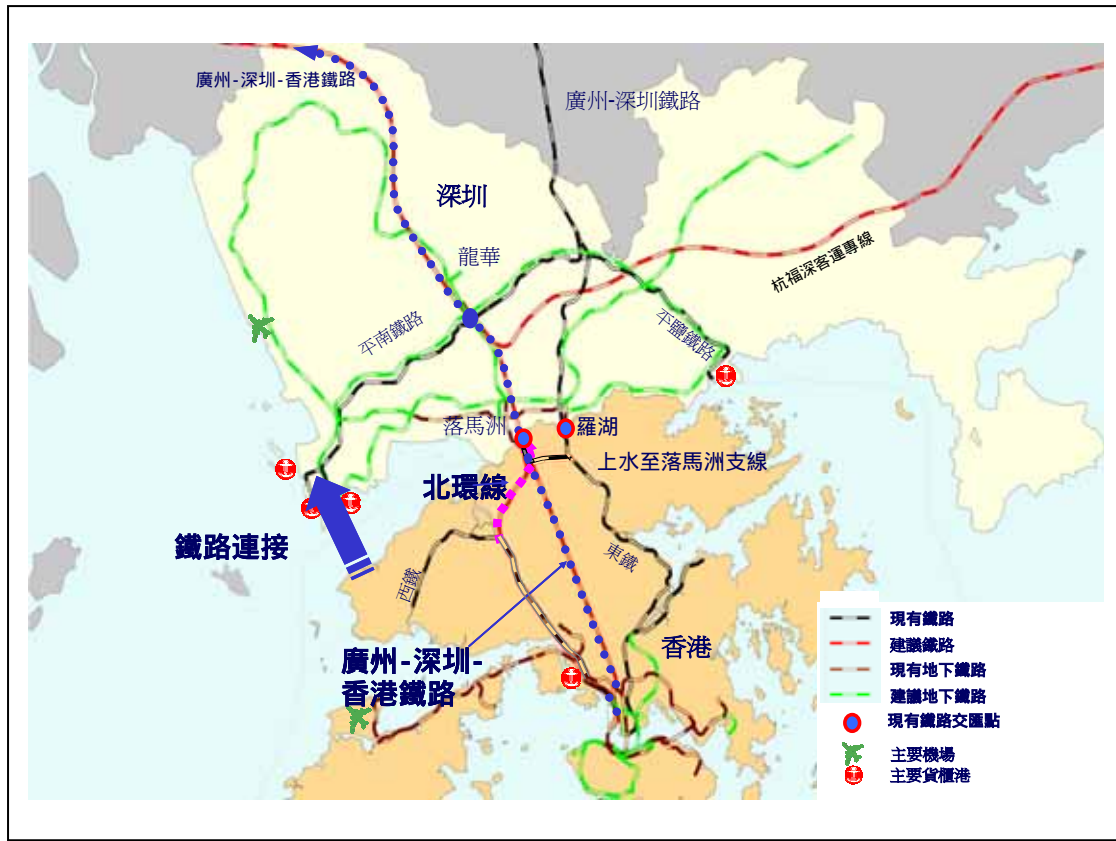 廣州-深圳-香港鐵路
廣州-深圳鐵路
深圳
龍華
杭福深客運專線
平南鐵路
平鹽鐵路
落馬洲
羅湖
上水至落馬洲支線
北環線
鐵路連接
東鐵
西鐵
香港
廣州-深圳-
香港鐵路
現有鐵路
建議鐵路
現有地下鐵路
建議地下鐵路
現有鐵路交匯點
主要機場
主要貨櫃港